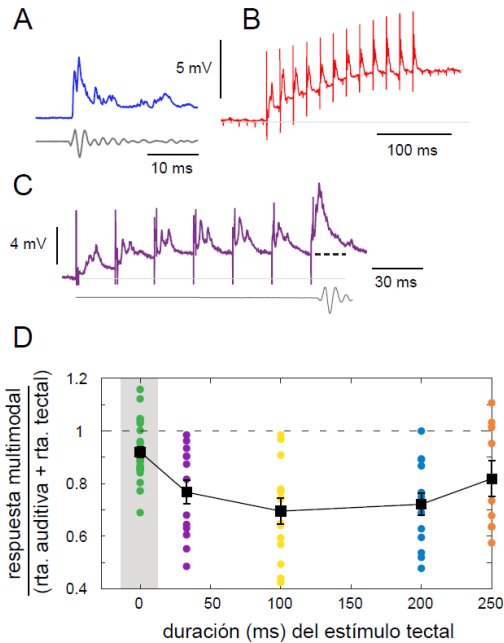 A
B
5 mV
10 ms
100 ms
C
4 mV
30 ms
D
respuesta multimodal
(rta. auditiva + rta. tectal)
1.2
1
0.8
0.6
0.4
0 50 100 150 200 250
duración (ms) del estímulo tectal